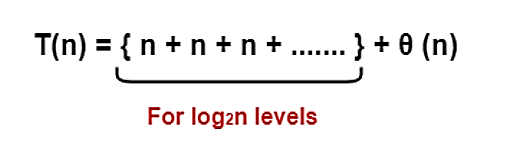 T(n) = { n + n + n + ....... } + θ (n)
For log₂n levels